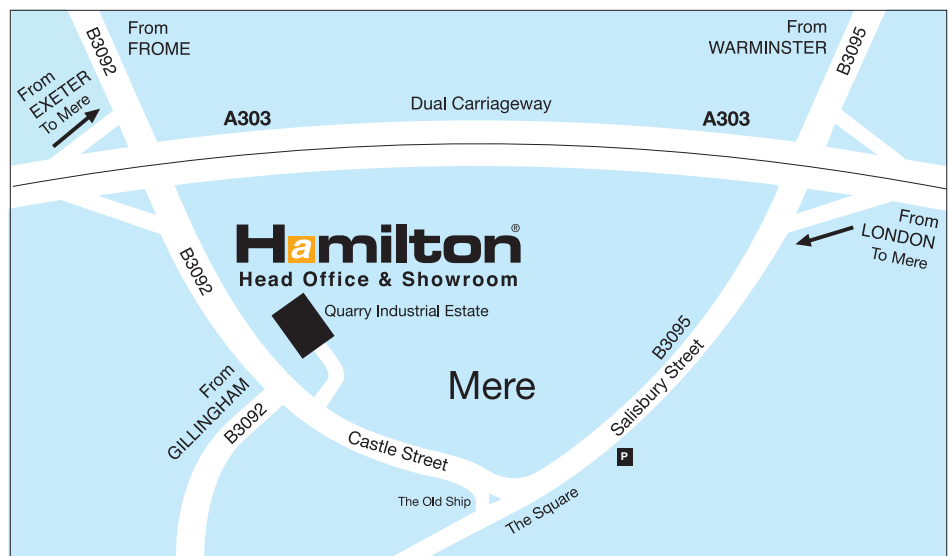 From
FROME
B3092
From
WARMINSTER
B3095
From
EXETER
To Mere
Dual Carriageway
A303
A303
Hamilton®
Head Office & Showroom
Quarry Industrial Estate
From
LONDON
To Mere
B3092
From
GILLINGHAM
B3092
Mere
B3095
Salisbury Street
Castle Street
P
The Old Ship
The Square